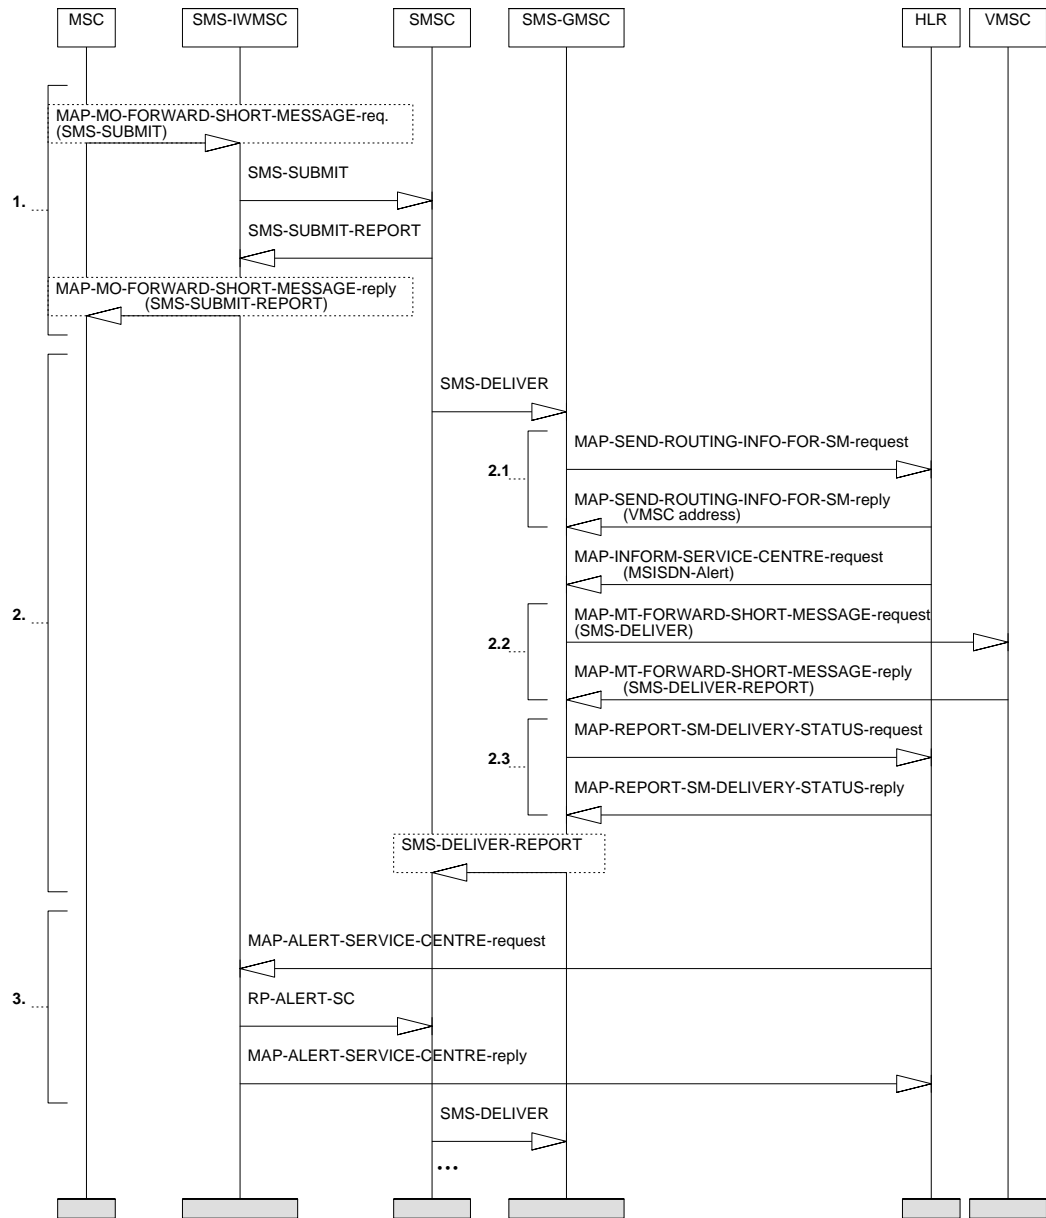 MSC SMS-IWMSC SMSC SMS-GMSC HLR VMSC
MAP-MO-FORWARD-SHORT-MESSAGE-req.
(SMS-SUBMIT)
SMS-SUBMIT
1.
SMS-SUBMIT-REPORT
MAP-MO-FORWARD-SHORT-MESSAGE-reply
(SMS-SUBMIT-REPORT)
SMS-DELIVER
MAP-SEND-ROUTING-INFO-FOR-SM-request
2.1
MAP-SEND-ROUTING-INFO-FOR-SM-reply
(VMSC address)
MAP-INFORM-SERVICE-CENTRE-request
(MSISDN-Alert)
2.
MAP-MT-FORWARD-SHORT-MESSAGE-request
(SMS-DELIVER)
2.2
MAP-MT-FORWARD-SHORT-MESSAGE-reply
(SMS-DELIVER-REPORT)
MAP-REPORT-SM-DELIVERY-STATUS-request
2.3
MAP-REPORT-SM-DELIVERY-STATUS-reply
SMS-DELIVER-REPORT
MAP-ALERT-SERVICE-CENTRE-request
3.
RP-ALERT-SC
MAP-ALERT-SERVICE-CENTRE-reply
SMS-DELIVER
...